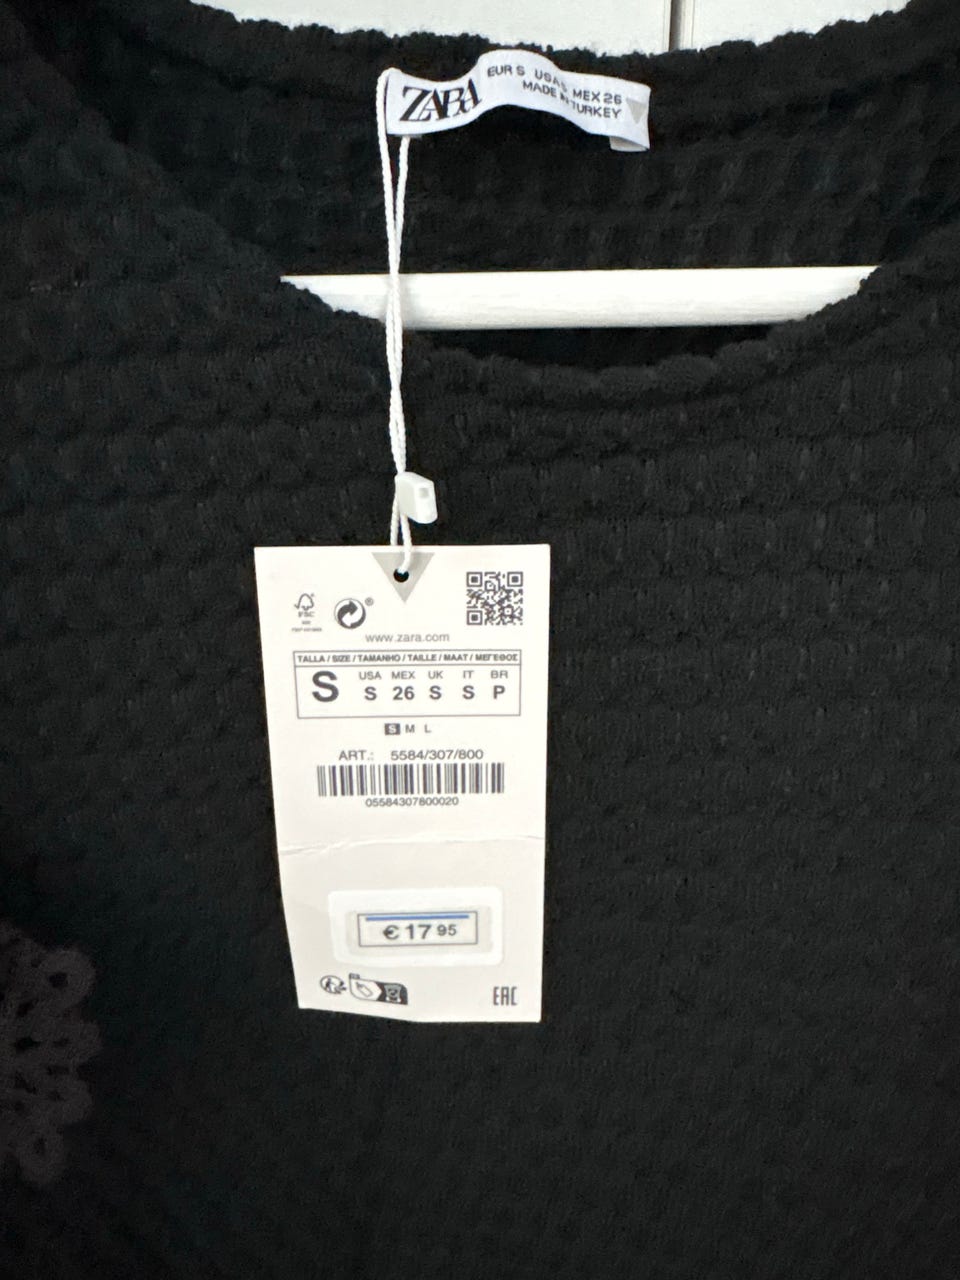 ZARA
EUR S USA S MEX 26
MADE IN TURKEY
FSC
www.zara.com
TALLA / SIZE / TAMANHO / TAILLE / MAAT / ΜΕΓΕΘΟΣ
USA MEX UK IT BR
S S 26 S S P
S M L
ART.: 5584/307/800
05584307800020
€ 17 95
EAC